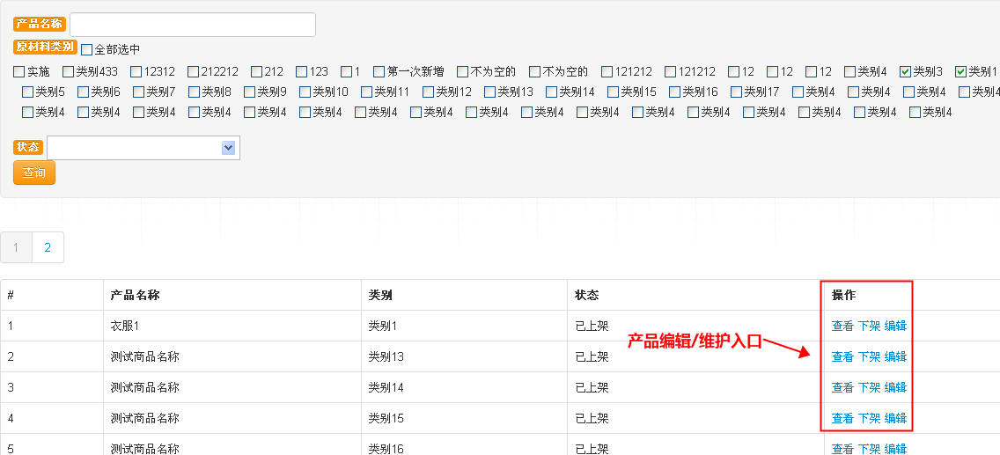 产品名称
原材料类别 全部选中
实施 类别433 12312 212212 212 123 1 第一次新增 不为空的 不为空的 121212 121212 12 12 12 类别4 类别3 类别1
类别5 类别6 类别7 类别8 类别9 类别10 类别11 类别12 类别13 类别14 类别15 类别16 类别17 类别4 类别4 类别4 类别4
类别4 类别4 类别4 类别4 类别4 类别4 类别4 类别4 类别4 类别4 类别4 类别4 类别4 类别4 类别4 类别4 类别4
状态
查询
1 2
# 产品名称 类别 状态 操作
1 衣服1 类别1 已上架 查看 下架 编辑
产品编辑/维护入口
2 测试商品名称 类别13 已上架 查看 下架 编辑
3 测试商品名称 类别14 已上架 查看 下架 编辑
4 测试商品名称 类别15 已上架 查看 下架 编辑
5 测试商品名称 类别16 已上架 查看 下架 编辑